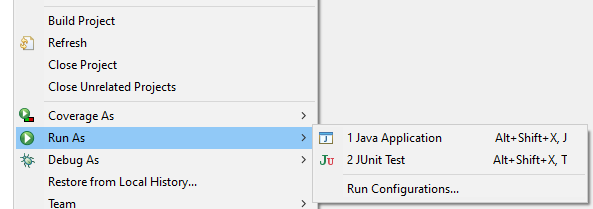 Build Project
Refresh
Close Project
Close Unrelated Projects
Coverage As
Run As
Debug As
Restore from Local History...
Team
1 Java Application Alt+Shift+X, J
2 JUnit Test Alt+Shift+X, T
Run Configurations...